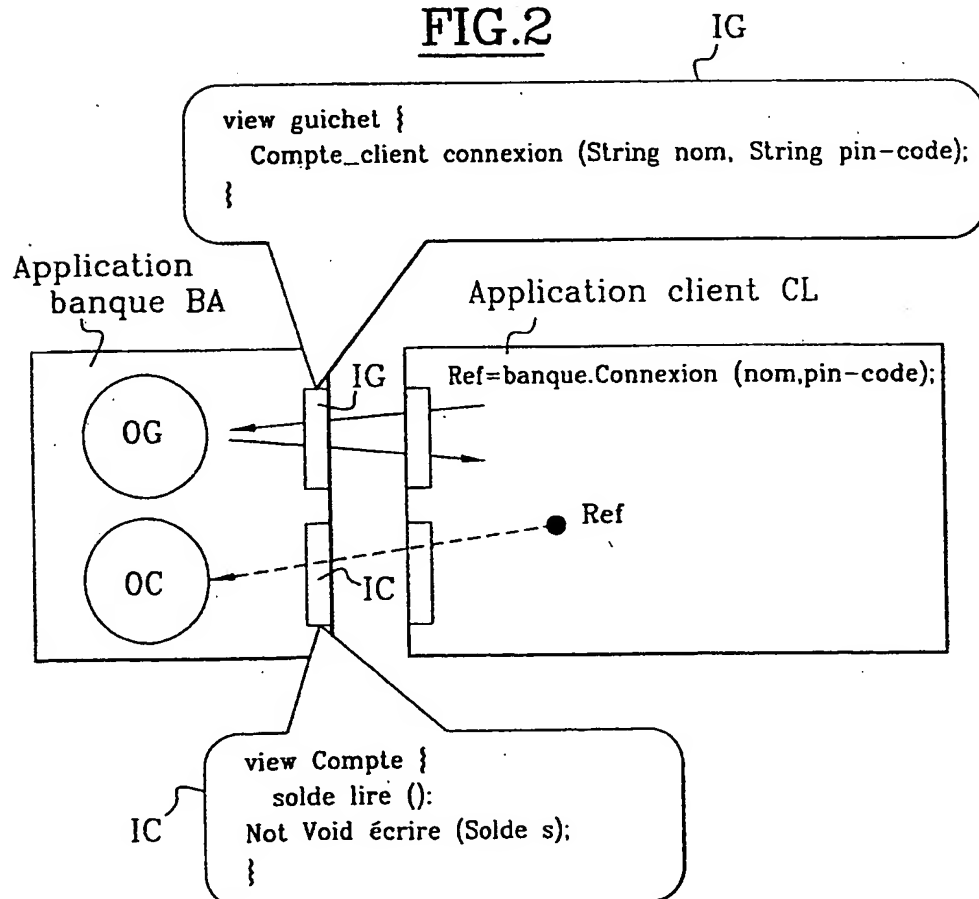 FIG.2
IG
view guichet {
Compte_client connexion (String nom, String pin-code);
}
Application
banque BA
Application client CL
Ref=banque.Connexion (nom,pin-code);
IG
OG
Ref
OC
IC
view Compte {
solde lire ():
Not Void écrire (Solde s);
}
IC